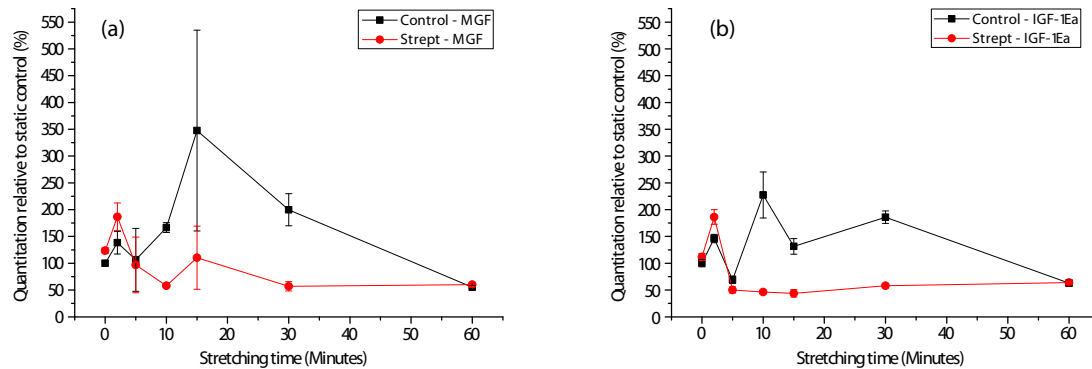 (a)
Control - MGF
Strept - MGF
Quantitation relative to static control (%)
550
500
450
400
350
300
250
200
150
100
50
0
0 10 20 30 40 50 60
Stretching time (Minutes)
(b)
Control - IGF-1Ea
Strept - IGF-1Ea
Quantitation relative to static control (%)
550
500
450
400
350
300
250
200
150
100
50
0
0 10 20 30 40 50 60
Stretching time (Minutes)